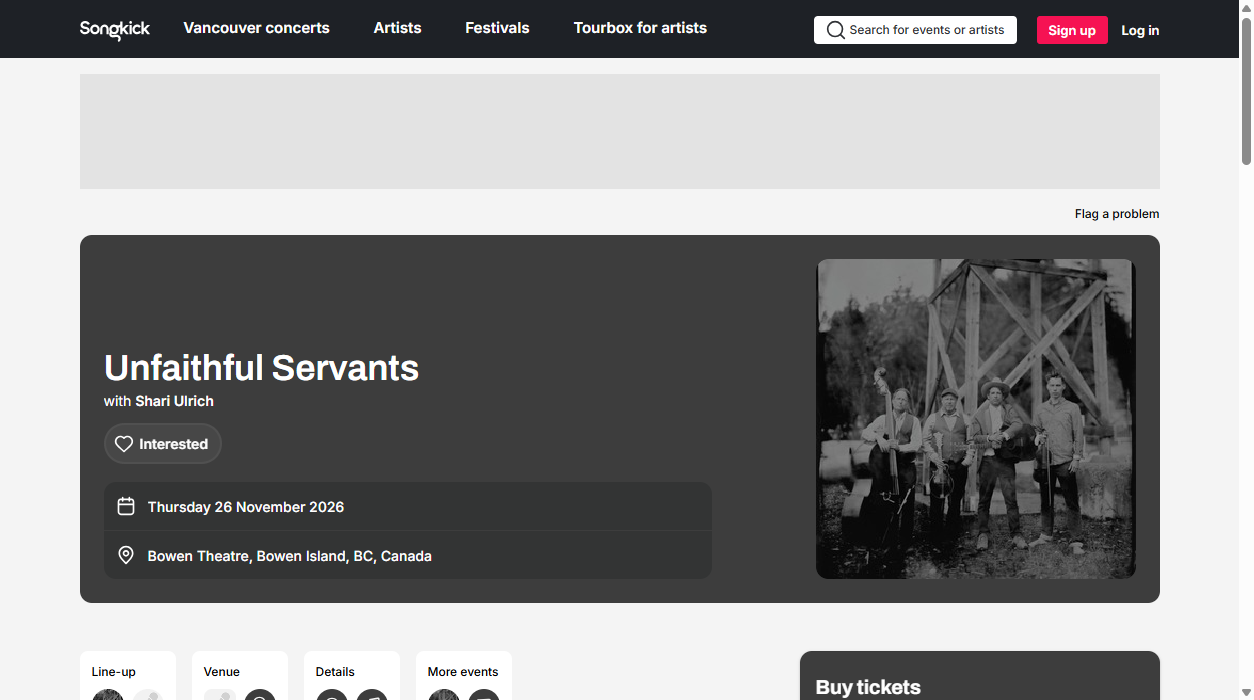 Songkick
Vancouver concerts
Artists
Festivals
Tourbox for artists
Search for events or artists
Sign up
Log in
Flag a problem
Unfaithful Servants
with Shari Ulrich
Interested
Thursday 26 November 2026
Bowen Theatre, Bowen Island, BC, Canada
Line-up
Venue
Details
More events
Buy tickets